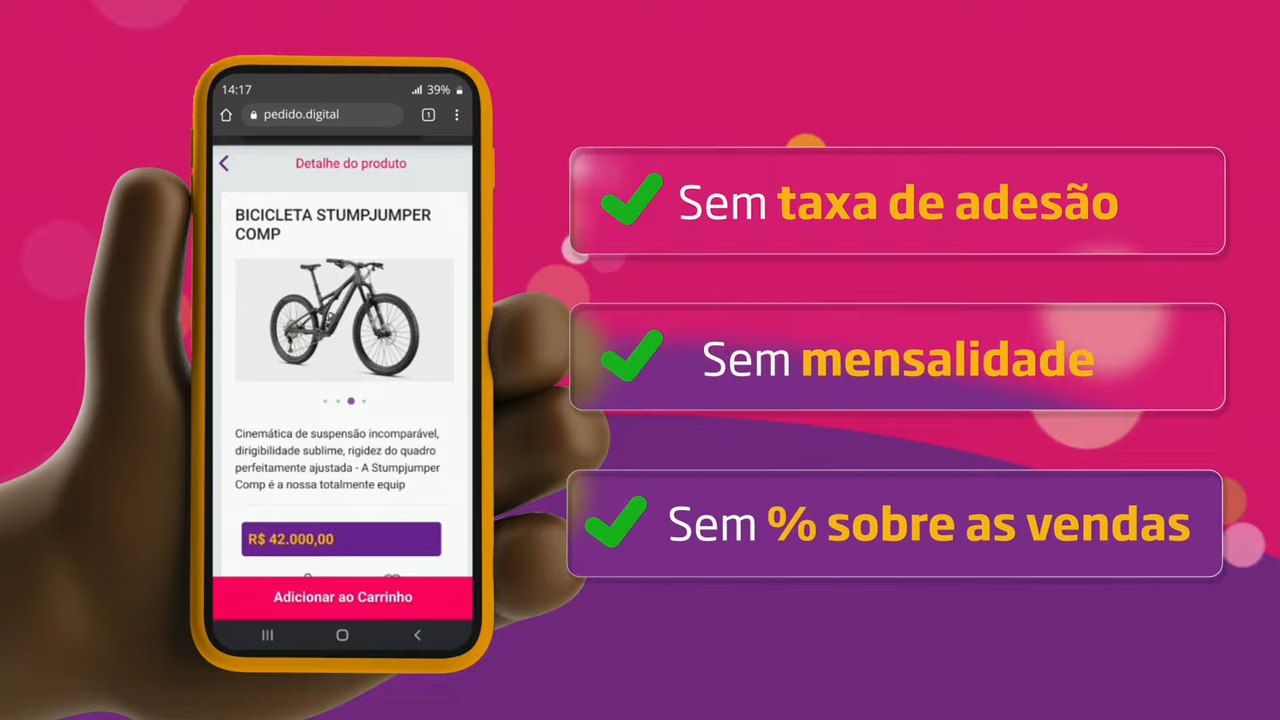 14:17
39%
pedido.digital
1
Detalhe do produto
BICICLETA STUMPJUMPER
COMP
Cinemática de suspensão incomparável,
dirigibilidade sublime, rigidez do quadro
perfeitamente ajustada - A Stumpjumper
Comp é a nossa totalmente equip
R$ 42.000,00
Adicionar ao Carrinho
Sem taxa de adesão
Sem mensalidade
Sem % sobre as vendas